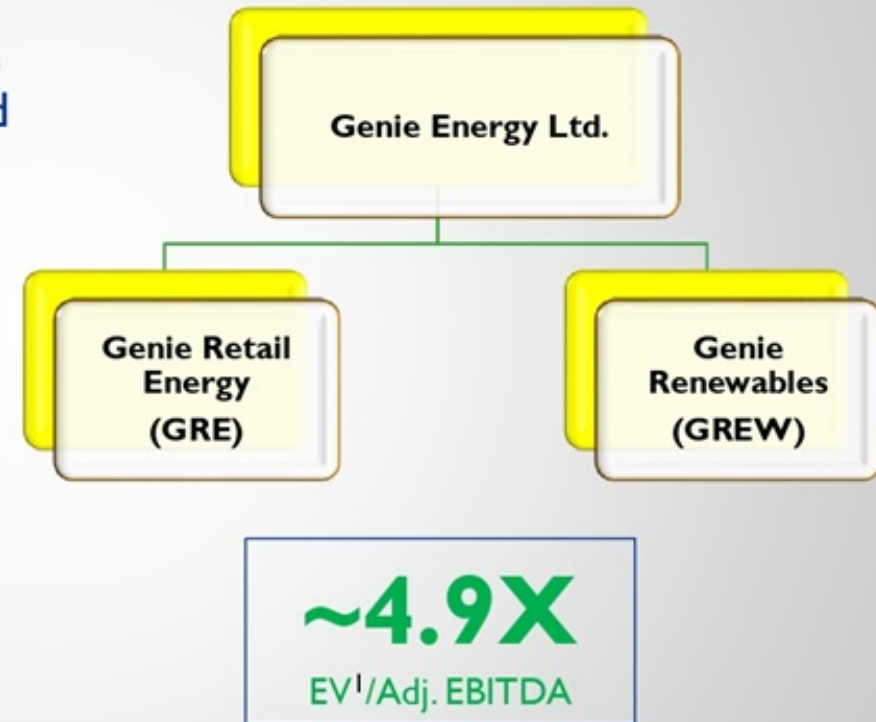 Genie Energy Ltd.
Genie Retail
Energy
(GRE)
Genie
Renewables
(GREW)
~4.9X
EV¹/Adj. EBITDA